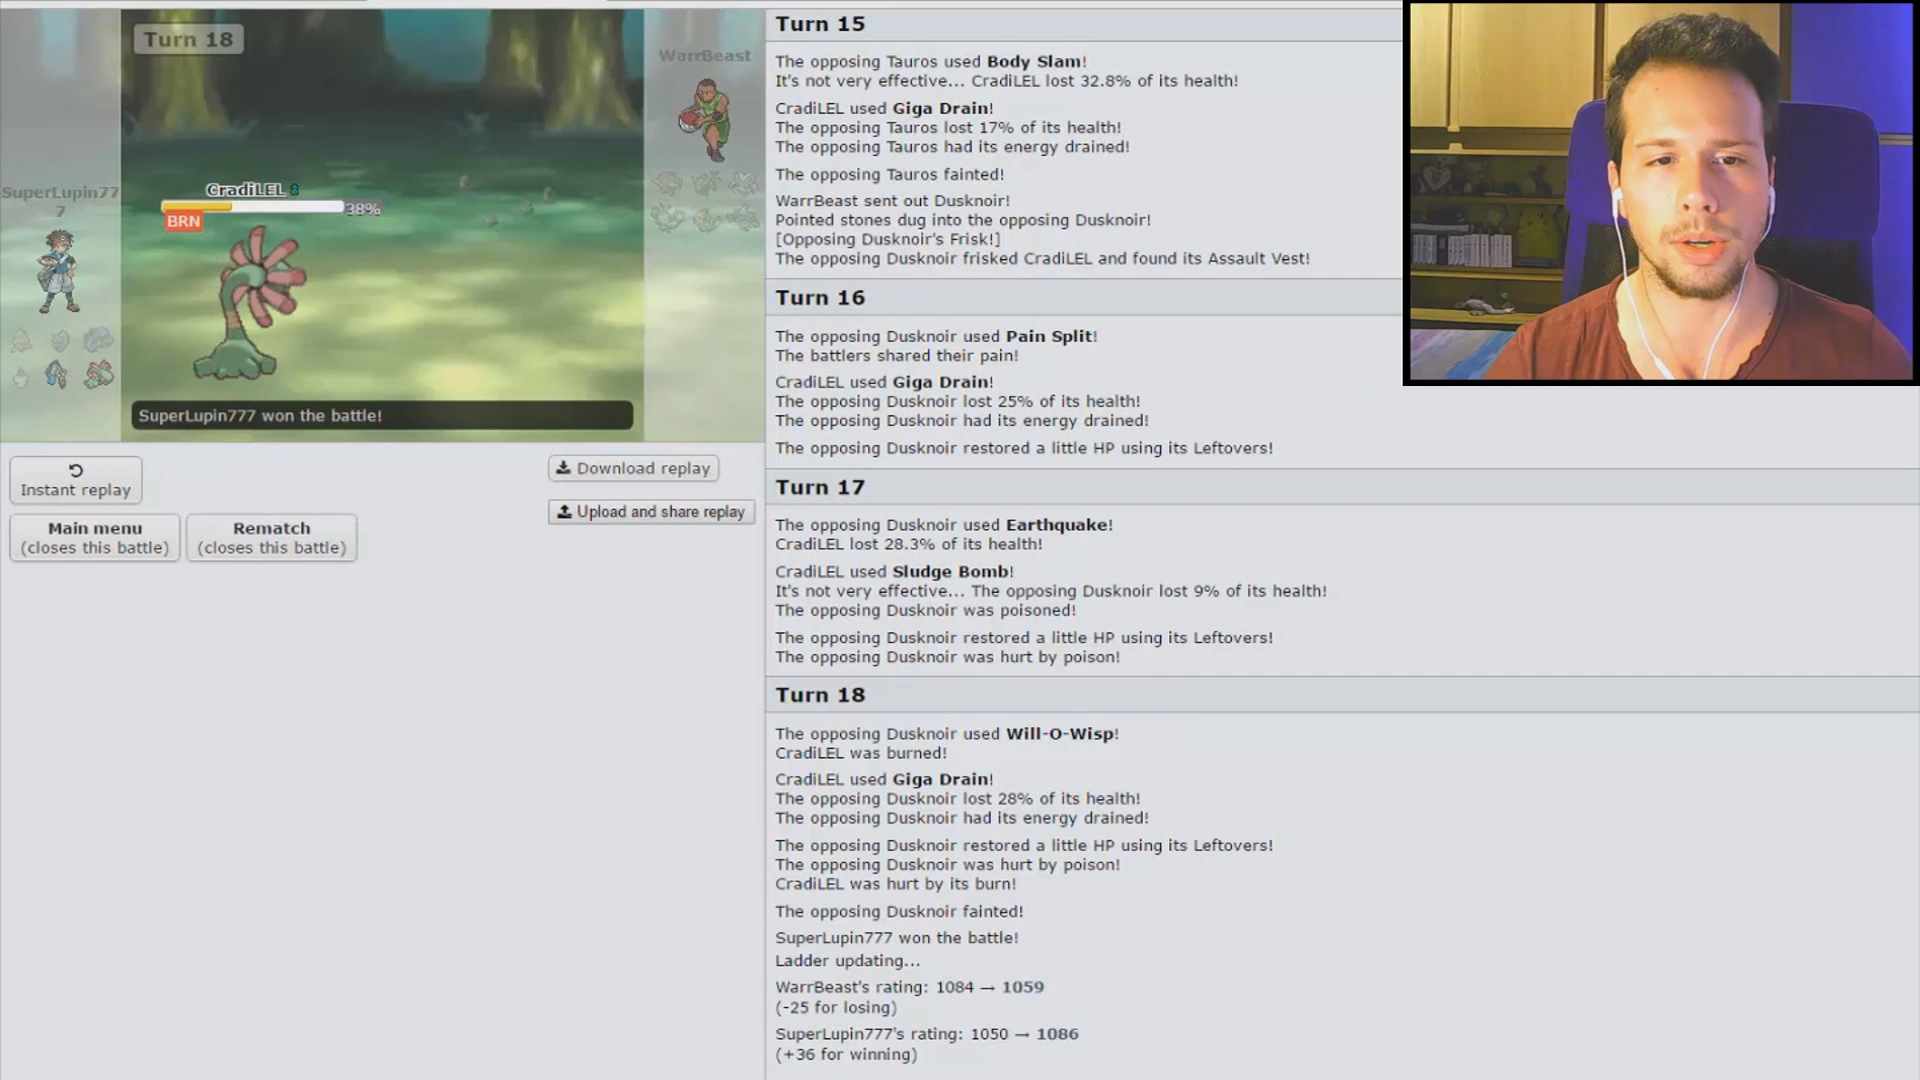 Turn 18
WarrBeast
SuperLupin77
7
CradiLEL
38%
BRN
SuperLupin777 won the battle!
Instant replay
Download replay
Upload and share replay
Main menu
(closes this battle)
Rematch
(closes this battle)
Turn 15
The opposing Tauros used Body Slam!
It's not very effective... CradiLEL lost 32.8% of its health!
CradiLEL used Giga Drain!
The opposing Tauros lost 17% of its health!
The opposing Tauros had its energy drained!
The opposing Tauros fainted!
WarrBeast sent out Dusknoir!
Pointed stones dug into the opposing Dusknoir!
[Opposing Dusknoir's Frisk!]
The opposing Dusknoir frisked CradiLEL and found its Assault Vest!
Turn 16
The opposing Dusknoir used Pain Split!
The battlers shared their pain!
CradiLEL used Giga Drain!
The opposing Dusknoir lost 25% of its health!
The opposing Dusknoir had its energy drained!
The opposing Dusknoir restored a little HP using its Leftovers!
Turn 17
The opposing Dusknoir used Earthquake!
CradiLEL lost 28.3% of its health!
CradiLEL used Sludge Bomb!
It's not very effective... The opposing Dusknoir lost 9% of its health!
The opposing Dusknoir was poisoned!
The opposing Dusknoir restored a little HP using its Leftovers!
The opposing Dusknoir was hurt by poison!
Turn 18
The opposing Dusknoir used Will-O-Wisp!
CradiLEL was burned!
CradiLEL used Giga Drain!
The opposing Dusknoir lost 28% of its health!
The opposing Dusknoir had its energy drained!
The opposing Dusknoir restored a little HP using its Leftovers!
The opposing Dusknoir was hurt by poison!
CradiLEL was hurt by its burn!
The opposing Dusknoir fainted!
SuperLupin777 won the battle!
Ladder updating...
WarrBeast's rating: 1084 → 1059
(-25 for losing)
SuperLupin777's rating: 1050 → 1086
(+36 for winning)